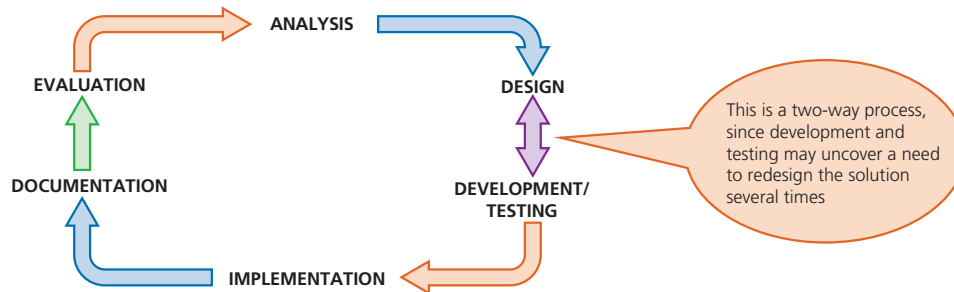 ANALYSIS
EVALUATION
DESIGN
This is a two-way process,
since development and
testing may uncover a need
to redesign the solution
several times
DOCUMENTATION
DEVELOPMENT/
TESTING
IMPLEMENTATION